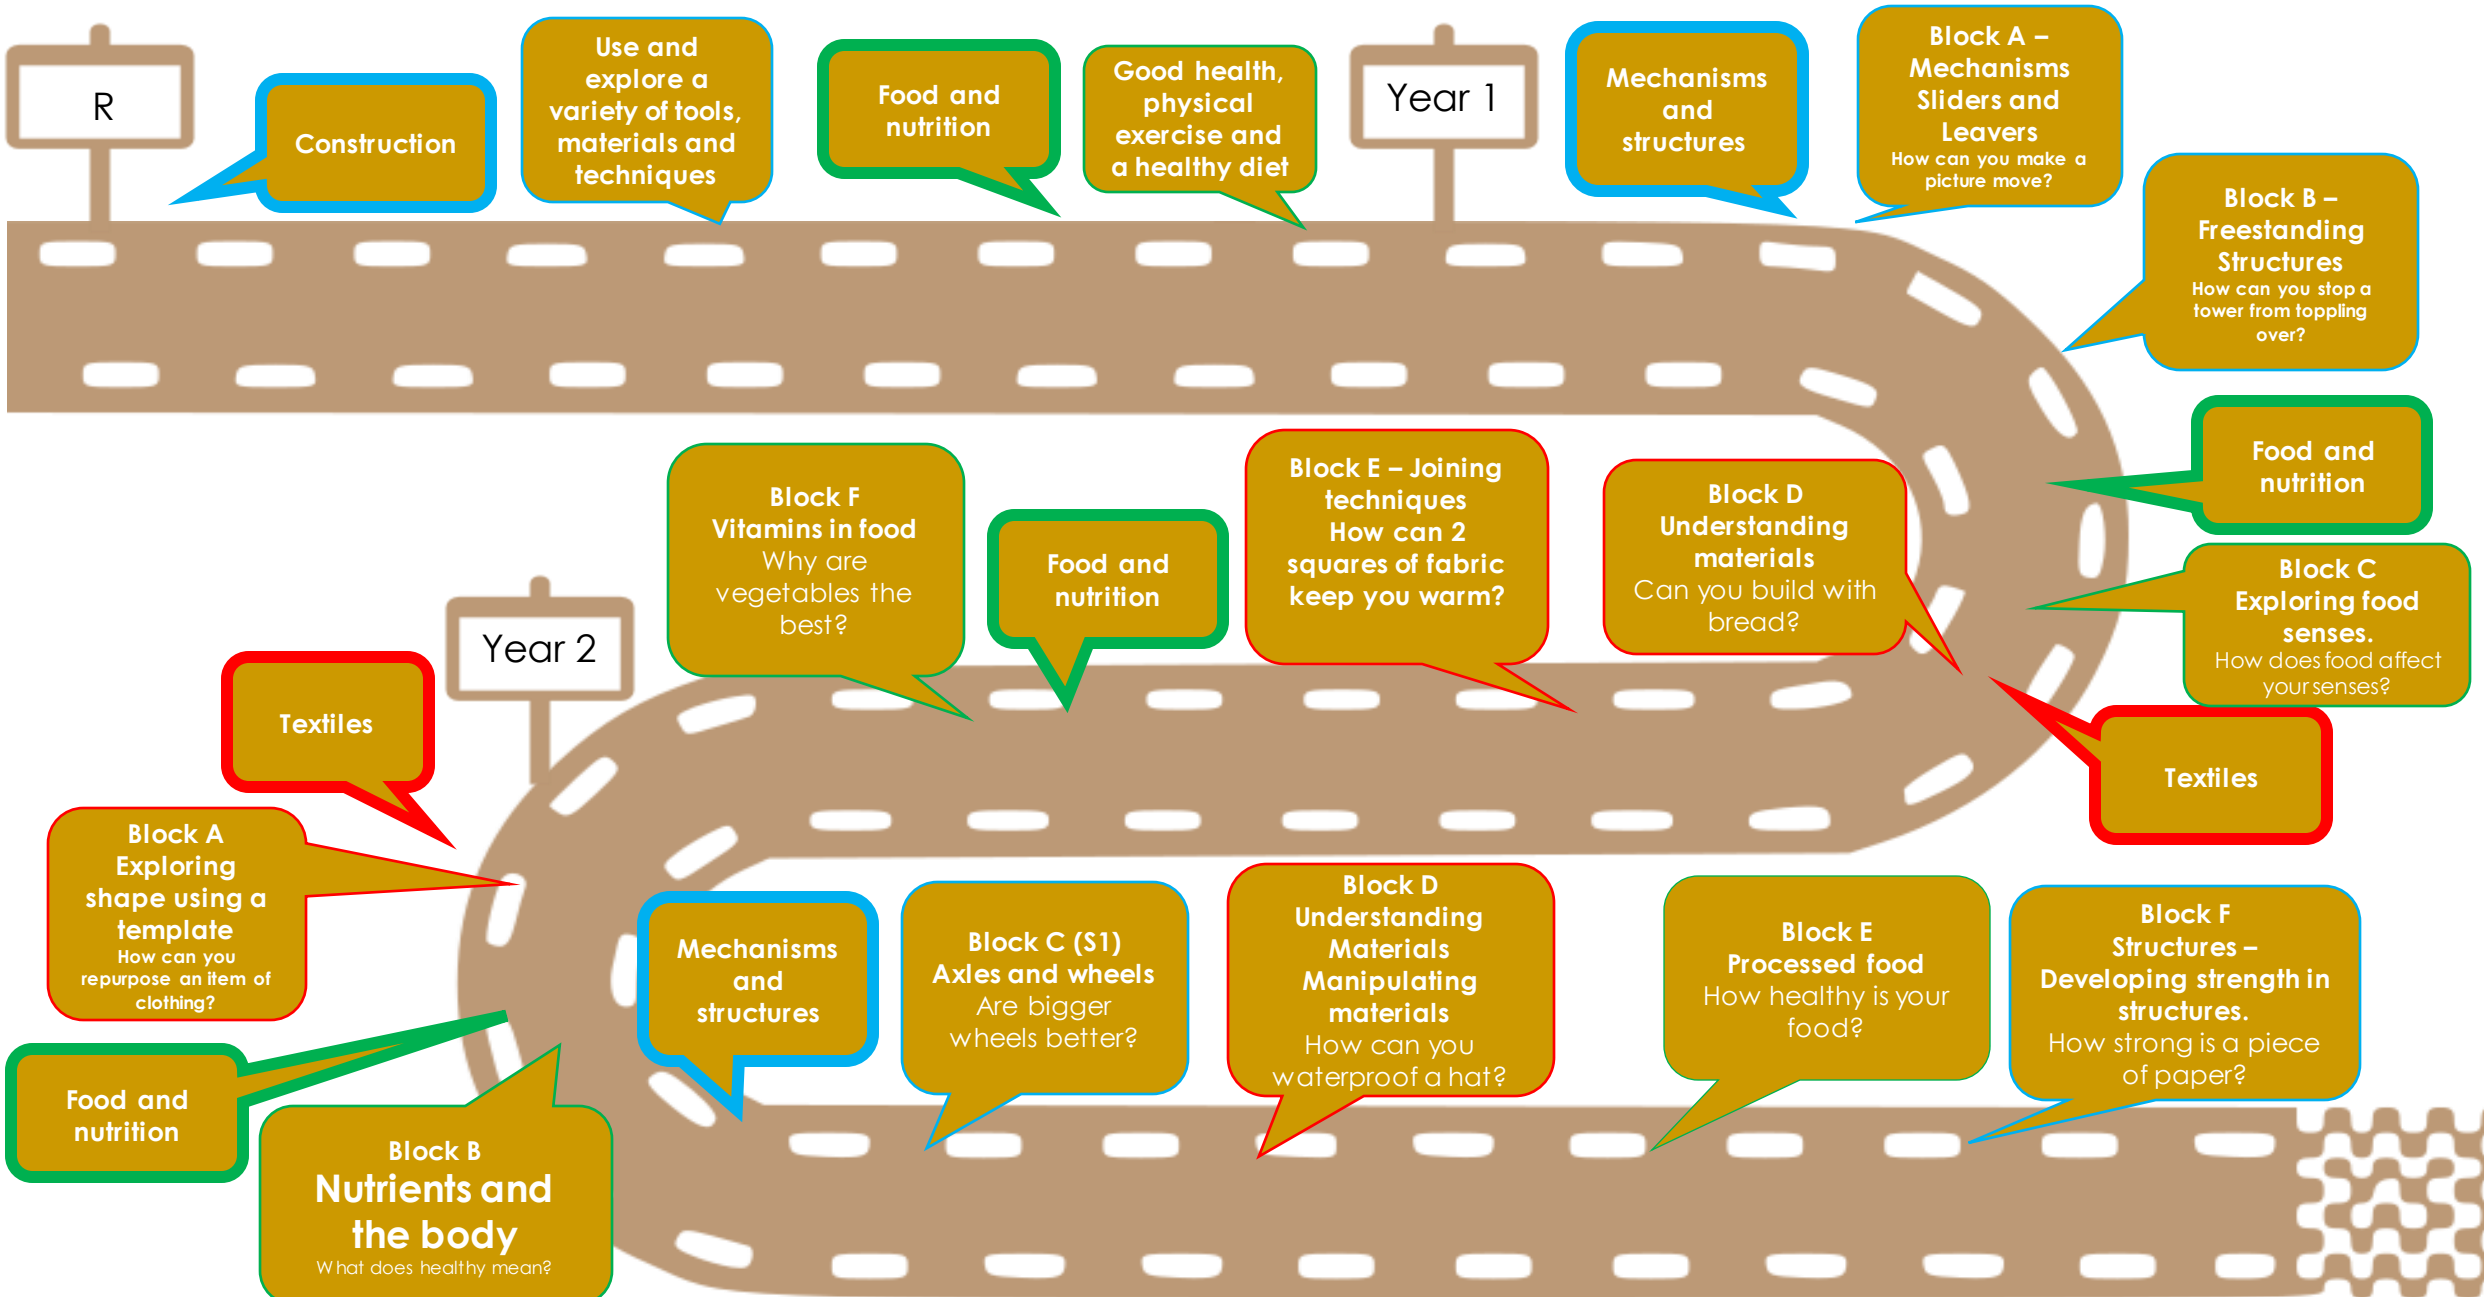 R
Construction
Use and
explore a
variety of tools,
materials and
techniques
Food and
nutrition
Good health,
physical
exercise and
a healthy diet
Year 1
Mechanisms
and
structures
Block A –
Mechanisms
Sliders and
Leavers
How can you make a
picture move?
Block B –
Freestanding
Structures
How can you stop a
tower from toppling
over?
Food and
nutrition
Block C
Exploring food
senses.
How does food affect
your senses?
Textiles
Block D
Understanding
materials
Can you build with
bread?
Block E – Joining
techniques
How can 2
squares of fabric
keep you warm?
Food and
nutrition
Block F
Vitamins in food
Why are
vegetables the
best?
Year 2
Textiles
Block A
Exploring
shape using a
template
How can you
repurpose an item of
clothing?
Food and
nutrition
Block B
Nutrients and
the body
What does healthy mean?
Mechanisms
and
structures
Block C (S1)
Axles and wheels
Are bigger
wheels better?
Block D
Understanding
Materials
Manipulating
materials
How can you
waterproof a hat?
Block E
Processed food
How healthy is your
food?
Block F
Structures –
Developing strength in
structures.
How strong is a piece
of paper?